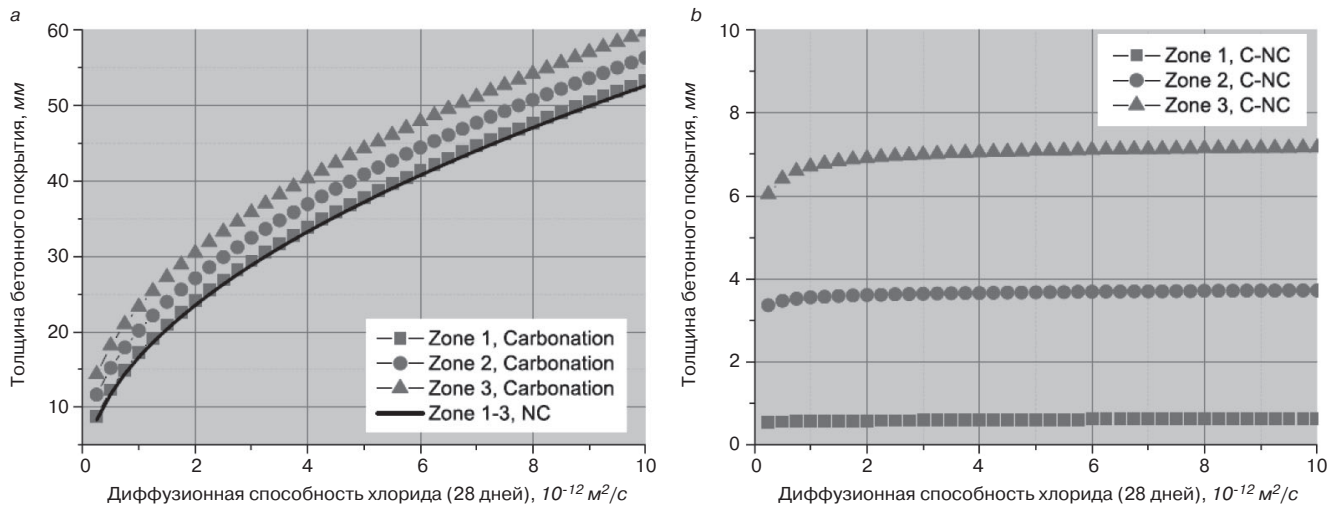 a
Толщина бетонного покрытия, мм
60
50
40
30
20
10
0
2
4
6
8
10
Zone 1, Carbonation
Zone 2, Carbonation
Zone 3, Carbonation
Zone 1-3, NC
Диффузионная способность хлорида (28 дней), 10-12 м2/с
b
Толщина бетонного покрытия, мм
10
8
6
4
2
0
0
2
4
6
8
10
Zone 1, C-NC
Zone 2, C-NC
Zone 3, C-NC
Диффузионная способность хлорида (28 дней), 10-12 м2/с